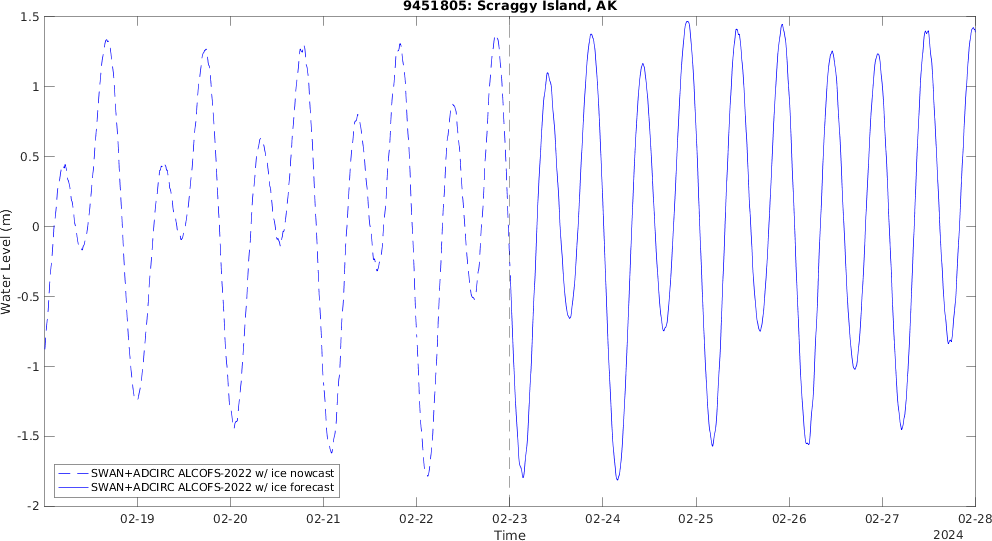 9451805: Scraggy Island, AK
1.5
1
0.5
0
-0.5
-1
-1.5
-2
Water Level (m)
SWAN+ADCIRC ALCOFS-2022 w/ ice nowcast
SWAN+ADCIRC ALCOFS-2022 w/ ice forecast
02-19 02-20 02-21 02-22 02-23 02-24 02-25 02-26 02-27 02-28
Time
2024